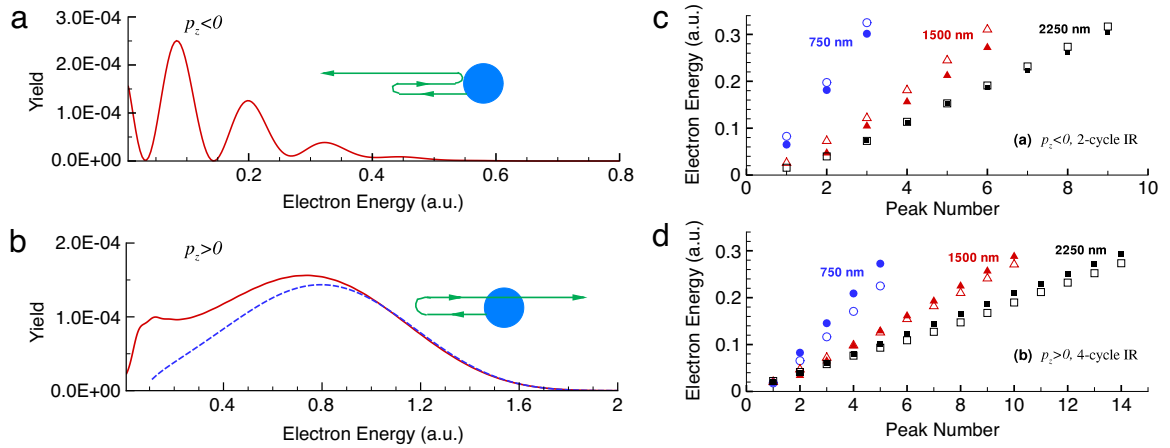 a
p_z<0
3.0E-04
2.0E-04
1.0E-04
0.0E+00
Yield
0.2
0.4
0.6
0.8
Electron Energy (a.u.)
b
p_z>0
2.0E-04
1.0E-04
0.0E+00
Yield
0.4
0.8
1.2
1.6
2
Electron Energy (a.u.)
c
Electron Energy (a.u.)
0.3
0.2
0.1
0
750 nm
1500 nm
2250 nm
(a) p_z<0, 2-cycle IR
0
2
4
6
8
10
Peak Number
d
Electron Energy (a.u.)
0.3
0.2
0.1
0
750 nm
1500 nm
2250 nm
(b) p_z>0, 4-cycle IR
0
2
4
6
8
10
12
14
Peak Number